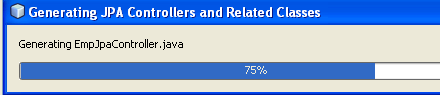 Generating JPA Controllers and Related Classes
Generating EmpJpaController.java
75%